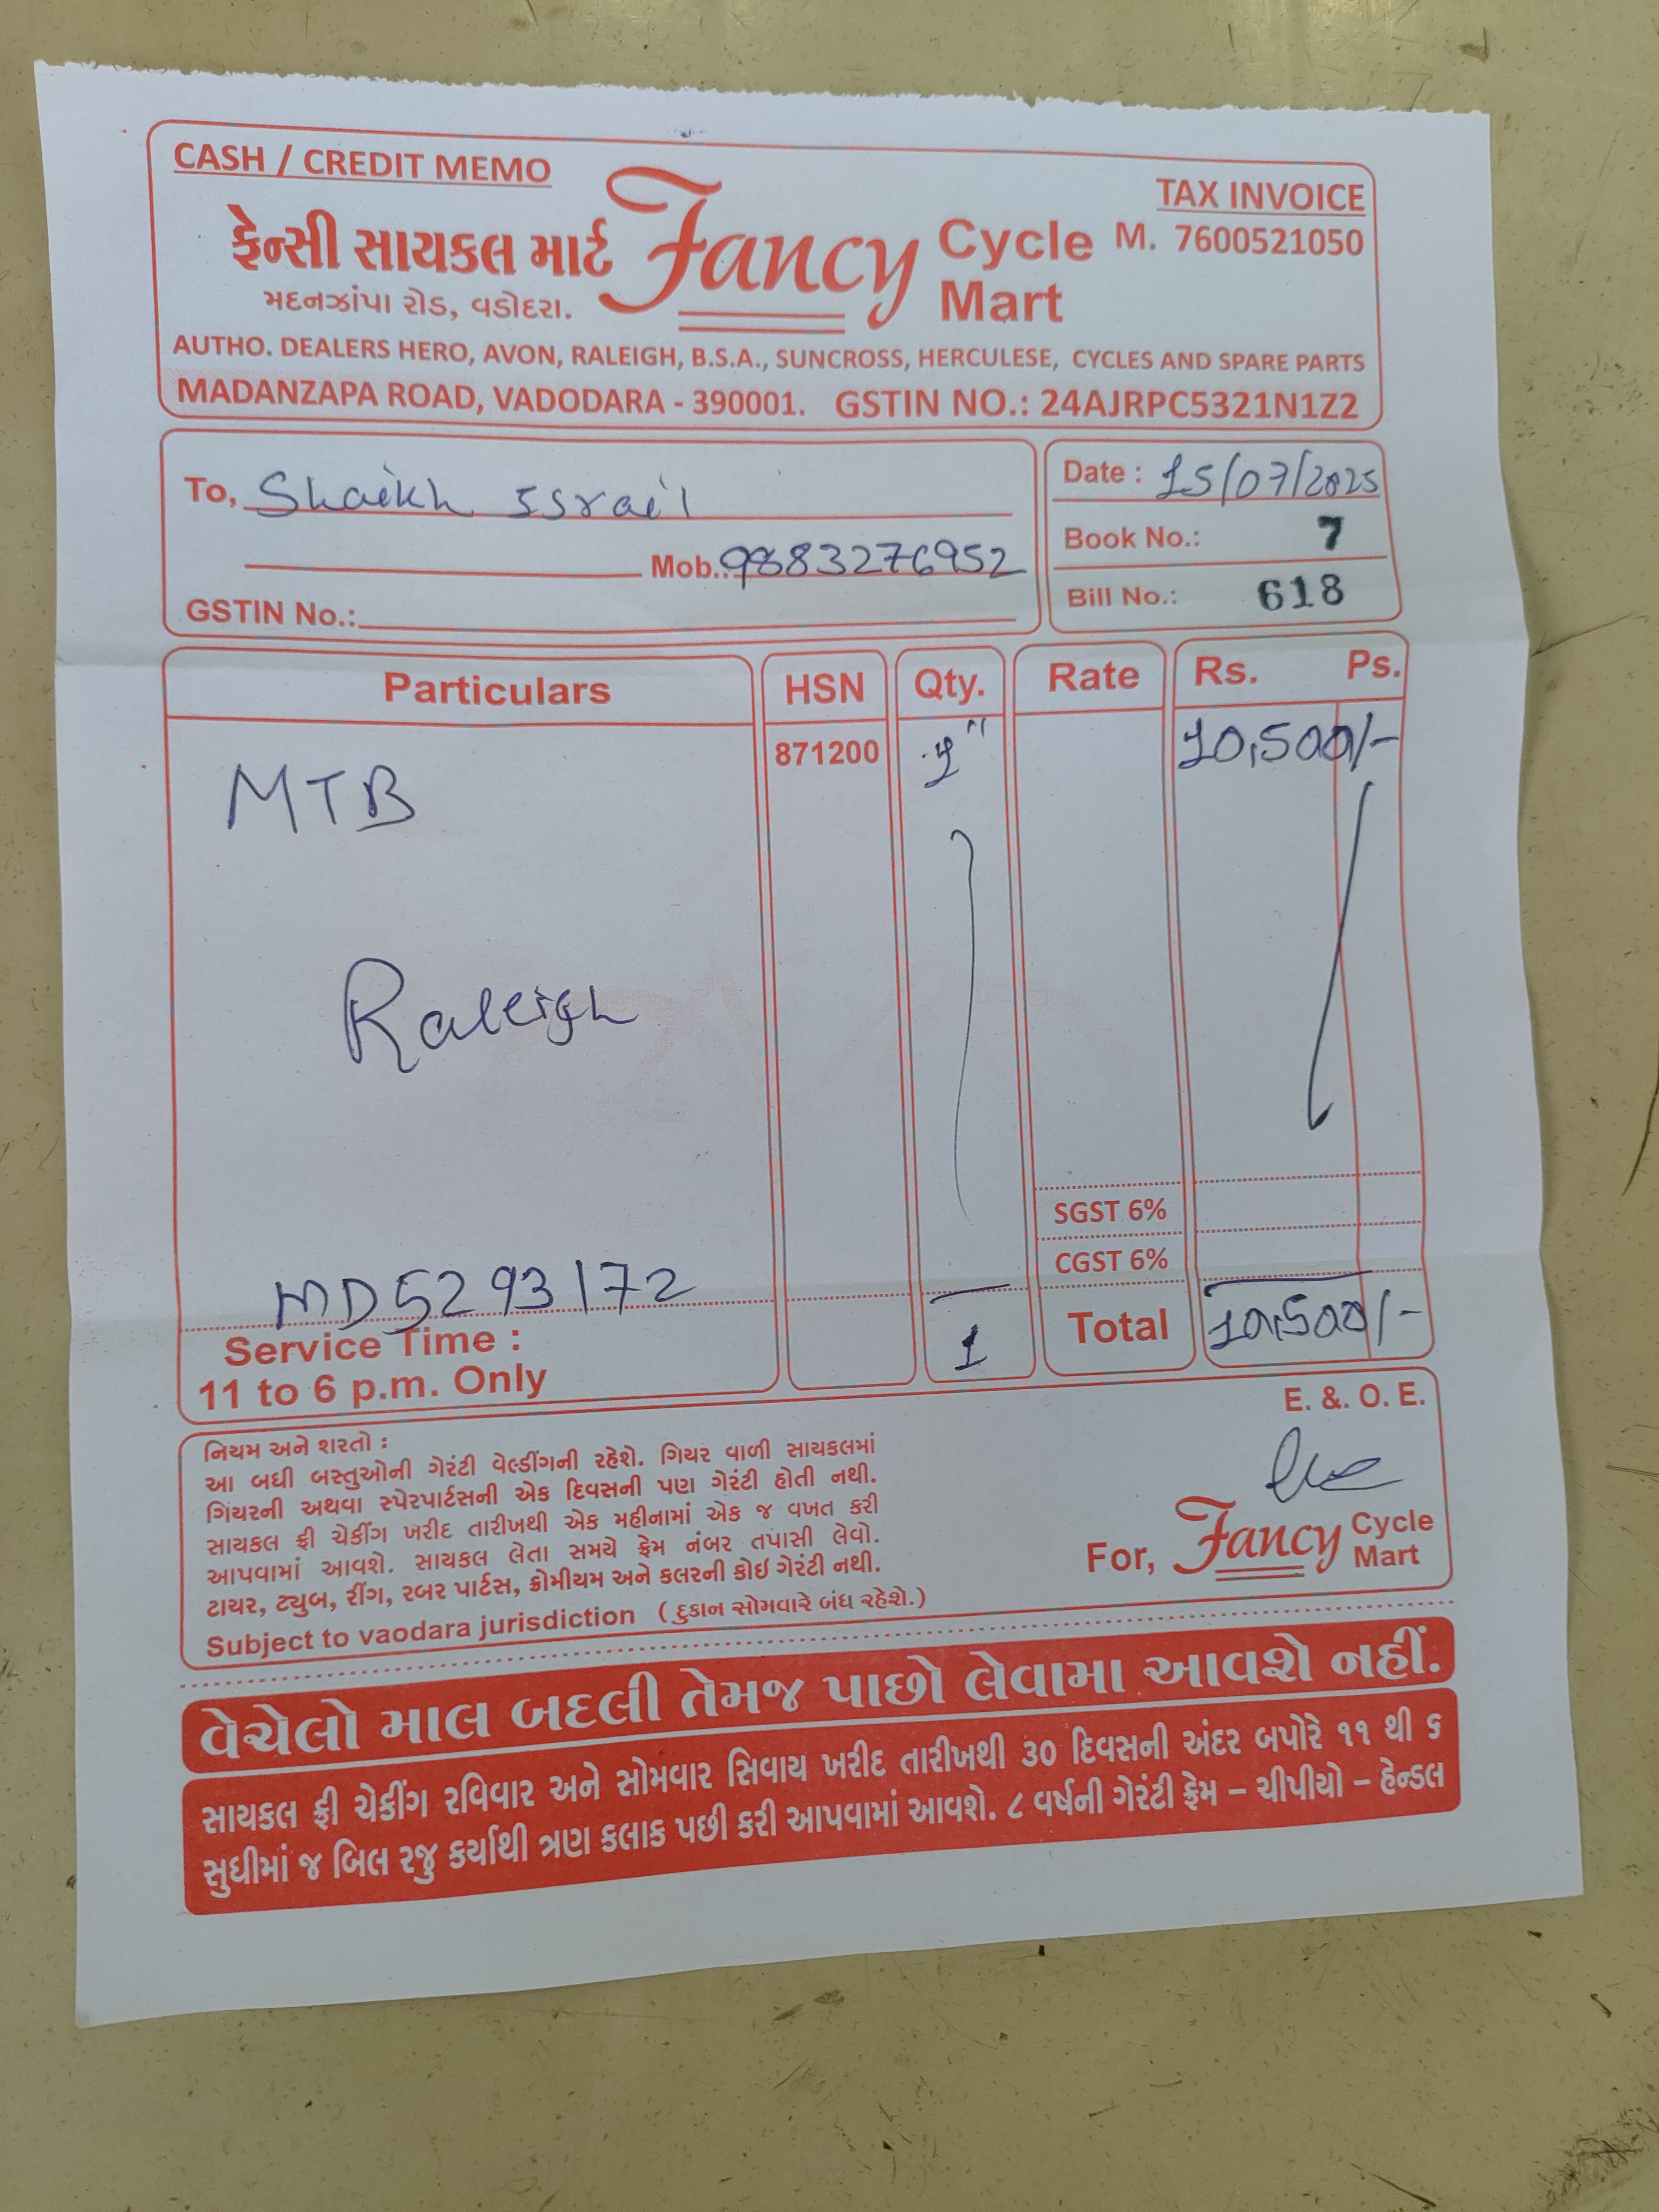 CASH / CREDIT MEMO
TAX INVOICE
ફેન્સી સાયકલ માર્ટ Fancy Cycle Mart M. 7600521050
મદનઝાંપા રોડ, વડોદરા.
AUTHO. DEALERS HERO, AVON, RALEIGH, B.S.A., SUNCROSS, HERCULESE, CYCLES AND SPARE PARTS
MADANZAPA ROAD, VADODARA - 390001. GSTIN NO.: 24AJRPC5321N1Z2
To, Shaikh Israil
Mob.: 9883276952
GSTIN No.:
Date : 15/07/2025
Book No.: 7
Bill No.: 618
Particulars HSN Qty. Rate Rs. Ps.
MTB 871200 10,500/-
Raleigh
SGST 6%
CGST 6%
MD5293172
Service Time :
11 to 6 p.m. Only
1 Total 10,500/-
E. &. O. E.
નિયમ અને શરતો :
આ બધી બસ્તુઓની ગેરંટી વેલ્ડીંગની રહેશે. ગિયર વાળી સાયકલમાં
ગિયરની અથવા સ્પેરપાર્ટસની એક દિવસની પણ ગેરંટી હોતી નથી.
સાયકલ ફ્રી ચેકીંગ ખરીદ તારીખથી એક મહીનામાં એક જ વખત કરી
આપવામાં આવશે. સાયકલ લેતા સમયે ફ્રેમ નંબર તપાસી લેવો.
ટાયર, ટ્યુબ, રીંગ, રબર પાર્ટસ, ક્રોમીયમ અને કલરની કોઇ ગેરંટી નથી.
Subject to vaodara jurisdiction ( દુકાન સોમવારે બંધ રહેશે.)
For, Fancy Cycle Mart
વેચેલો માલ બદલી તેમજ પાછો લેવામા આવશે નહીં.
સાયકલ ફ્રી ચેકીંગ રવિવાર અને સોમવાર સિવાય ખરીદ તારીખથી ૩૦ દિવસની અંદર બપોરે ૧૧ થી ૬
સુધીમાં જ બિલ રજુ કર્યાથી ત્રણ કલાક પછી કરી આપવામાં આવશે. ૮ વર્ષની ગેરંટી ફ્રેમ – ચીપીયો – હેન્ડલ